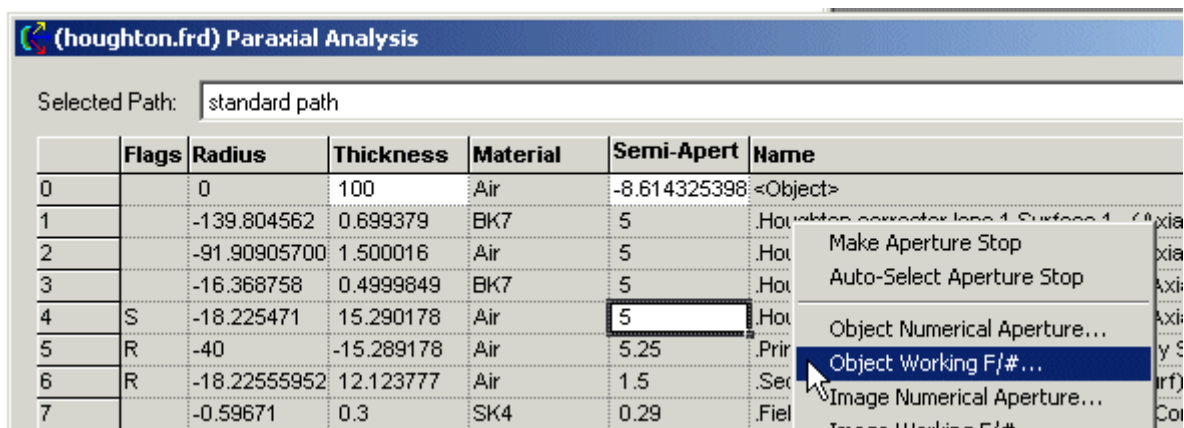 (houghton.frd) Paraxial Analysis
Selected Path: standard path
Flags Radius Thickness Material Semi-Apert Name
0 0 100 Air -8.614325398 <Object>
1 -139.804562 0.699379 BK7 5
2 -91.90905700 1.500016 Air 5 .Hou
3 -16.368758 0.4999849 BK7 5 .Hou
4 S -18.225471 15.290178 Air 5 .Hou
5 R -40 -15.289178 Air 5.25 .Prin
6 R -18.22555952 12.123777 Air 1.5 .Sec
7 -0.59671 0.3 SK4 0.29 .Fiel
Make Aperture Stop
Auto-Select Aperture Stop
Object Numerical Aperture...
Object Working F/#...
Image Numerical Aperture...